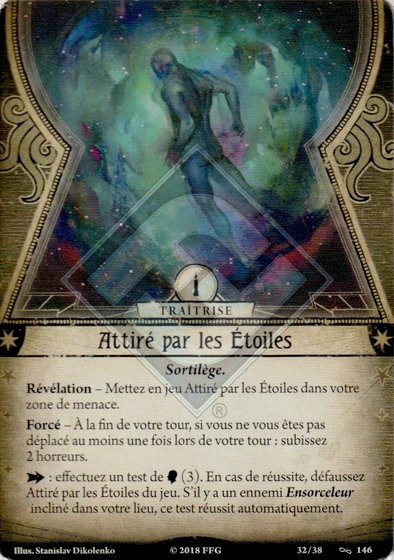 TRAÎTRISE
Attiré par les Étoiles
Sortilège.
Révélation – Mettez en jeu Attiré par les Étoiles dans votre
zone de menace.
Forcé – À la fin de votre tour, si vous ne vous êtes pas
déplacé au moins une fois lors de votre tour : subissez
2 horreurs.
: effectuez un test de (3). En cas de réussite, défaussez
Attiré par les Étoiles du jeu. S'il y a un ennemi Ensorceleur
incliné dans votre lieu, ce test réussit automatiquement.
Illus. Stanislav Dikolenko © 2018 FFG 32/38 146
®